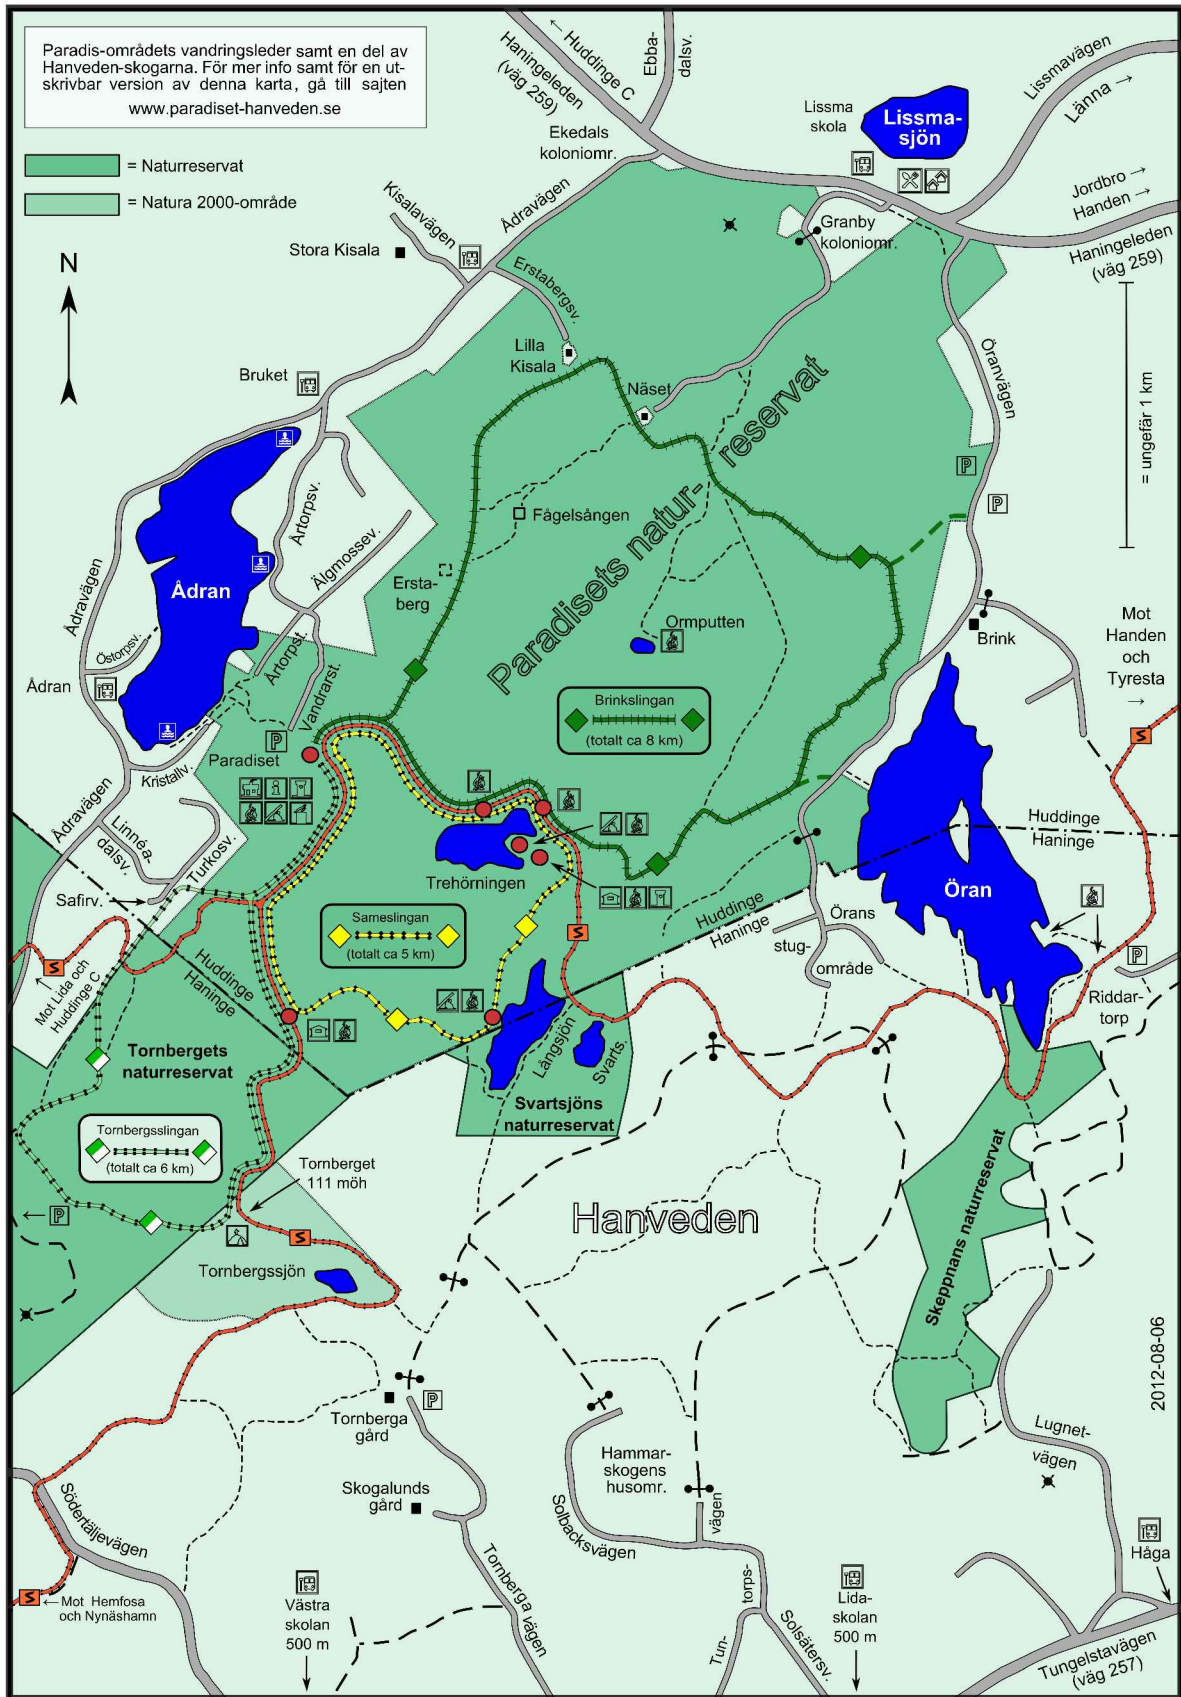 Paradis-områdets vandringsleder samt en del av
Hanveden-skogarna. För mer info samt för en ut-
skrivbar version av denna karta, gå till sajten
www.paradiset-hanveden.se
= Naturreservat
= Natura 2000-område
N
← Huddinge C
Haningeleden
(väg 259)
Ebba-
dalsv.
Lissmavägen
Länna →
Lissma
skola
Lissma-
sjön
Ekedals
koloniomr.
Jordbro →
Handen →
Haningeleden
(väg 259)
Kisalavägen
Ådravägen
Granby
koloniomr.
Stora Kisala
Erstabergsv.
Lilla
Kisala
Öranvägen
Bruket
Näset
= ungefär 1 km
Paradisets natur-
reservat
P
P
Fågelsången
Årtorpsv.
Älgmossev.
Ådravägen
Ådran
Ersta-
berg
Ormputten
Brink
Mot
Handen
och
Tyresta
→
Östorpsv.
Årtorpst.
Vandrarst.
Ådran
Brinkslingan
(totalt ca 8 km)
S
P
Paradiset
Kristallv.
Ådravägen
Linnéa-
dalsv.
Turkosv.
Safirv.
Trehörningen
Huddinge
Haninge
Öran
Sameslingan
(totalt ca 5 km)
Huddinge
Haninge
Örans
stug-
område
S
S
←
Mot Lida och
Huddinge C
Huddinge
Haninge
P
Riddar-
torp
Långsjön
Svarts.
Tornbergets
naturreservat
Svartsjöns
naturreservat
Tornbergsslingan
(totalt ca 6 km)
Tornberget
111 möh
← P
S
Hanveden
Skeppnans naturreservat
Tornbergssjön
2012-08-06
P
Tornberga
gård
Lugnet-
vägen
Hammar-
skogens
husomr.
Skogalunds
gård
Solbacksvägen
vägen
Södertäljevägen
Håga
S
← Mot Hemfosa
och Nynäshamn
Västra
skolan
500 m
Tornberga vägen
torps-
Tun-
Solsätersv.
Lida-
skolan
500 m
Tungelstavägen
(väg 257)